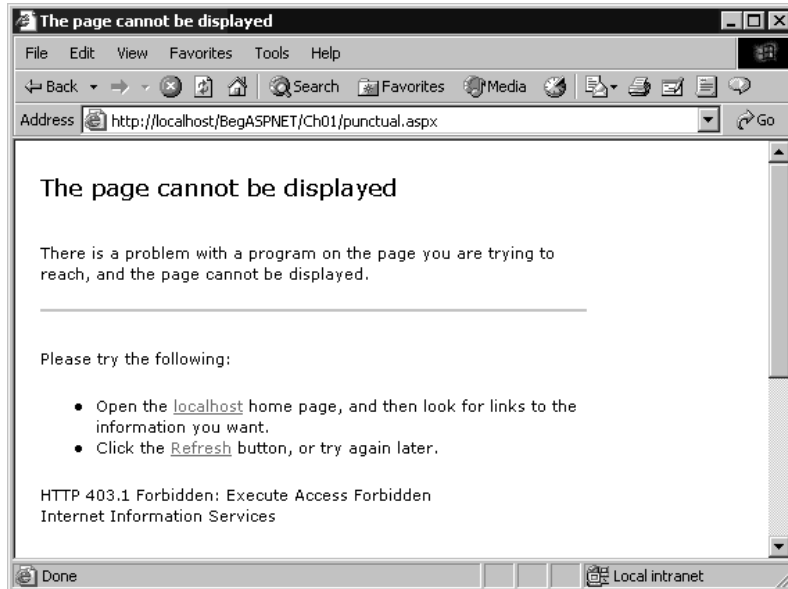 The page cannot be displayed
File Edit View Favorites Tools Help
Back Search Favorites Media
Address http://localhost/BegASPNET/Ch01/punctual.aspx Go
The page cannot be displayed
There is a problem with a program on the page you are trying to
reach, and the page cannot be displayed.
Please try the following:
• Open the localhost home page, and then look for links to the
information you want.
• Click the Refresh button, or try again later.
HTTP 403.1 Forbidden: Execute Access Forbidden
Internet Information Services
Done Local intranet